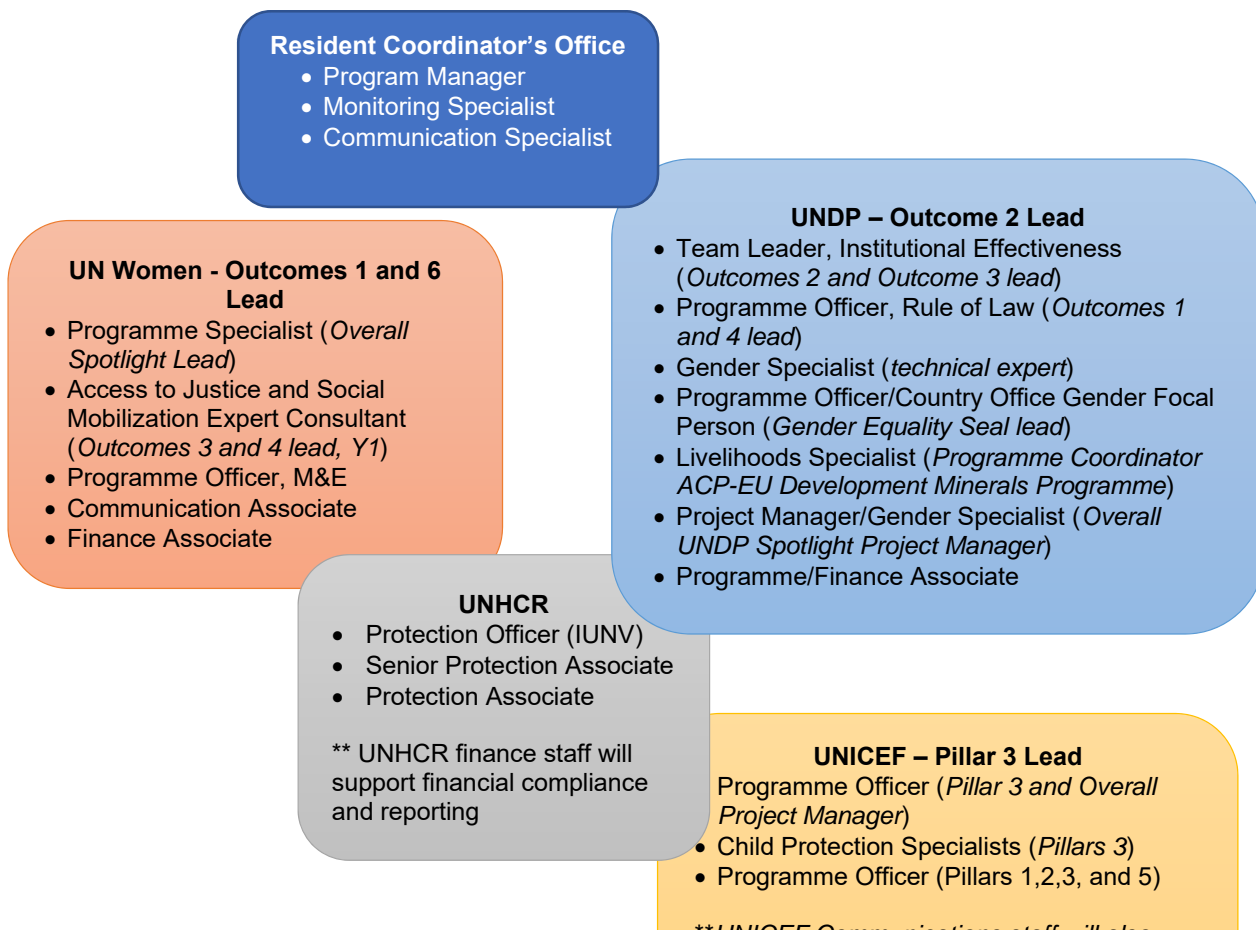 Resident Coordinator’s Office
• Program Manager
• Monitoring Specialist
• Communication Specialist
UN Women - Outcomes 1 and 6
Lead
• Programme Specialist (Overall
Spotlight Lead)
• Access to Justice and Social
Mobilization Expert Consultant
(Outcomes 3 and 4 lead, Y1)
• Programme Officer, M&E
• Communication Associate
• Finance Associate
UNDP – Outcome 2 Lead
• Team Leader, Institutional Effectiveness
(Outcomes 2 and Outcome 3 lead)
• Programme Officer, Rule of Law (Outcomes 1
and 4 lead)
• Gender Specialist (technical expert)
• Programme Officer/Country Office Gender Focal
Person (Gender Equality Seal lead)
• Livelihoods Specialist (Programme Coordinator
ACP-EU Development Minerals Programme)
• Project Manager/Gender Specialist (Overall
UNDP Spotlight Project Manager)
• Programme/Finance Associate
UNHCR
• Protection Officer (IUNV)
• Senior Protection Associate
• Protection Associate
** UNHCR finance staff will
support financial compliance
and reporting
UNICEF – Pillar 3 Lead
Programme Officer (Pillar 3 and Overall
Project Manager)
• Child Protection Specialists (Pillars 3)
• Programme Officer (Pillars 1,2,3, and 5)
**UNICEF Communications staff will also